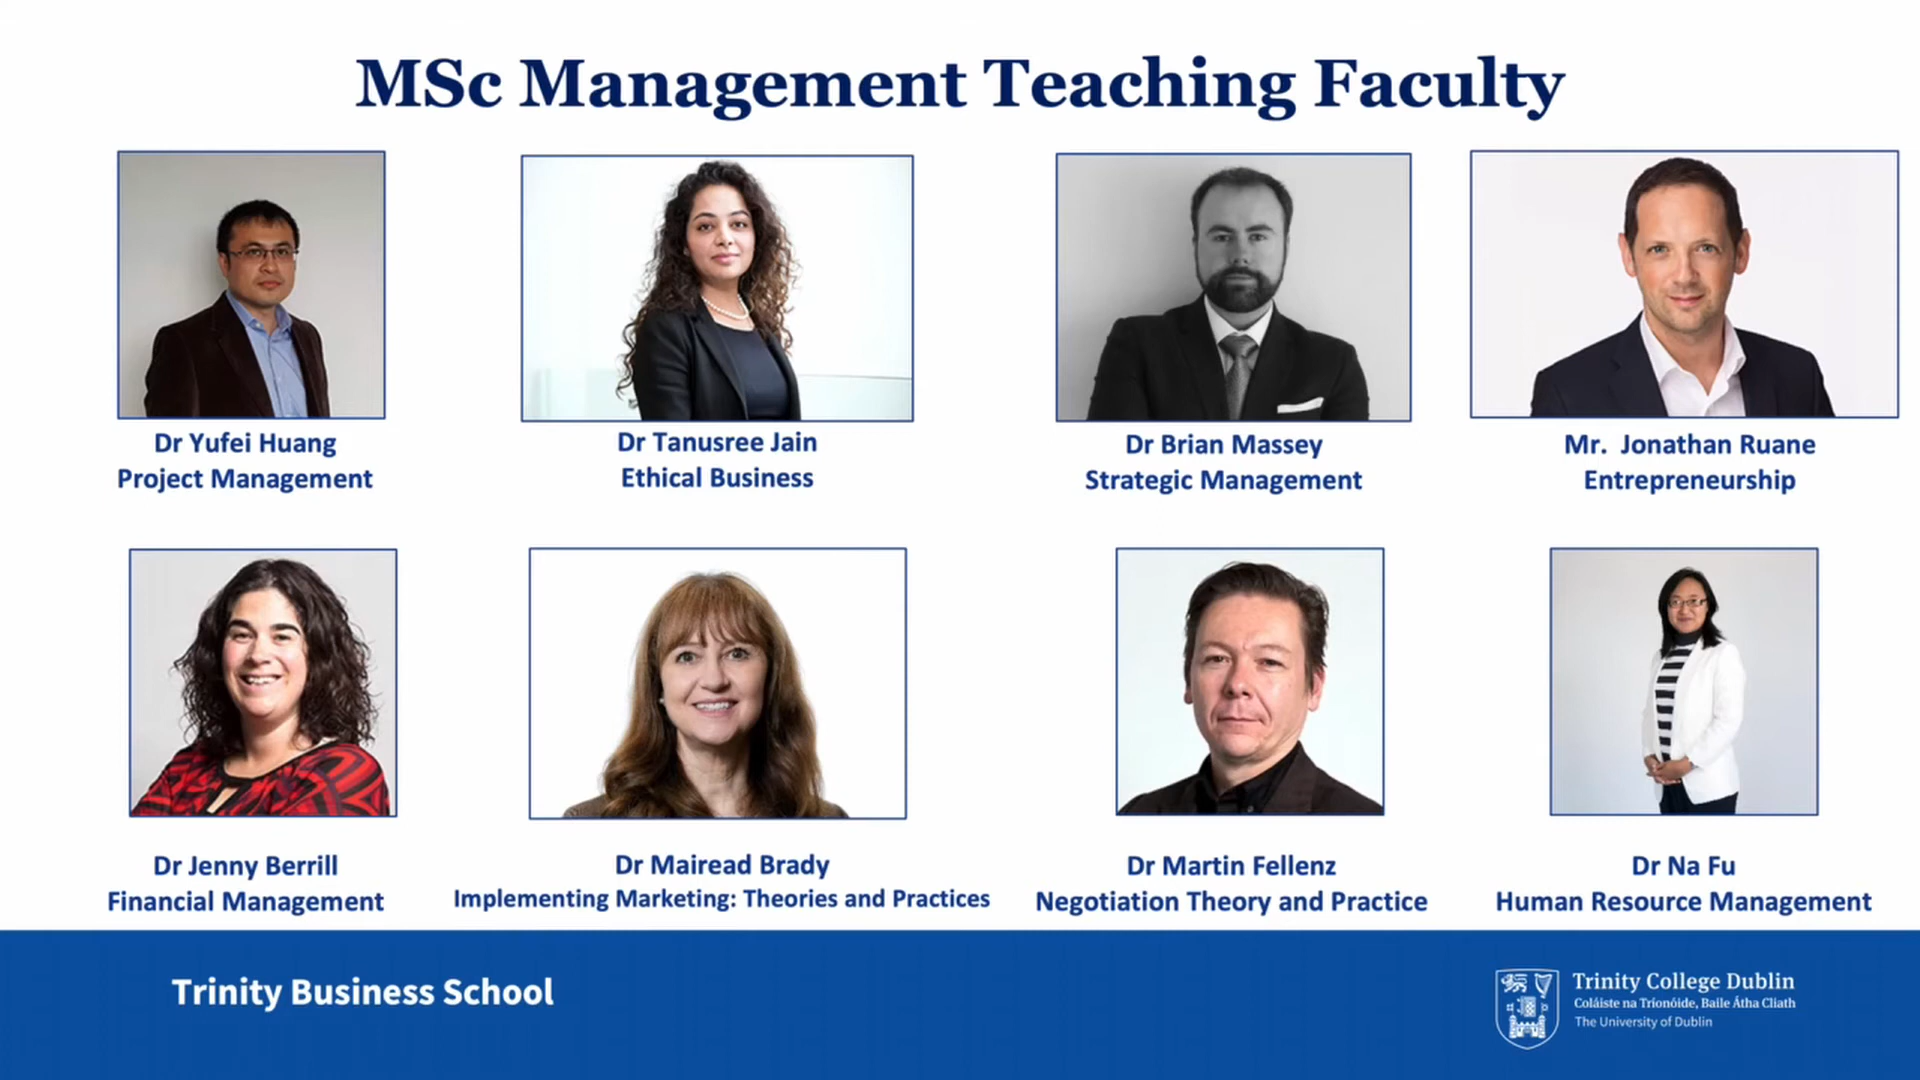 MSc Management Teaching Faculty
Dr Yufei Huang
Project Management
Dr Tanusree Jain
Ethical Business
Dr Brian Massey
Strategic Management
Mr.  Jonathan Ruane
Entrepreneurship
Dr Jenny Berrill
Financial Management
Dr Mairead Brady
Implementing Marketing: Theories and Practices
Dr Martin Fellenz
Negotiation Theory and Practice
Dr Na Fu
Human Resource Management
Trinity Business School
Trinity College Dublin
Coláiste na Tríonóide, Baile Átha Cliath
The University of Dublin